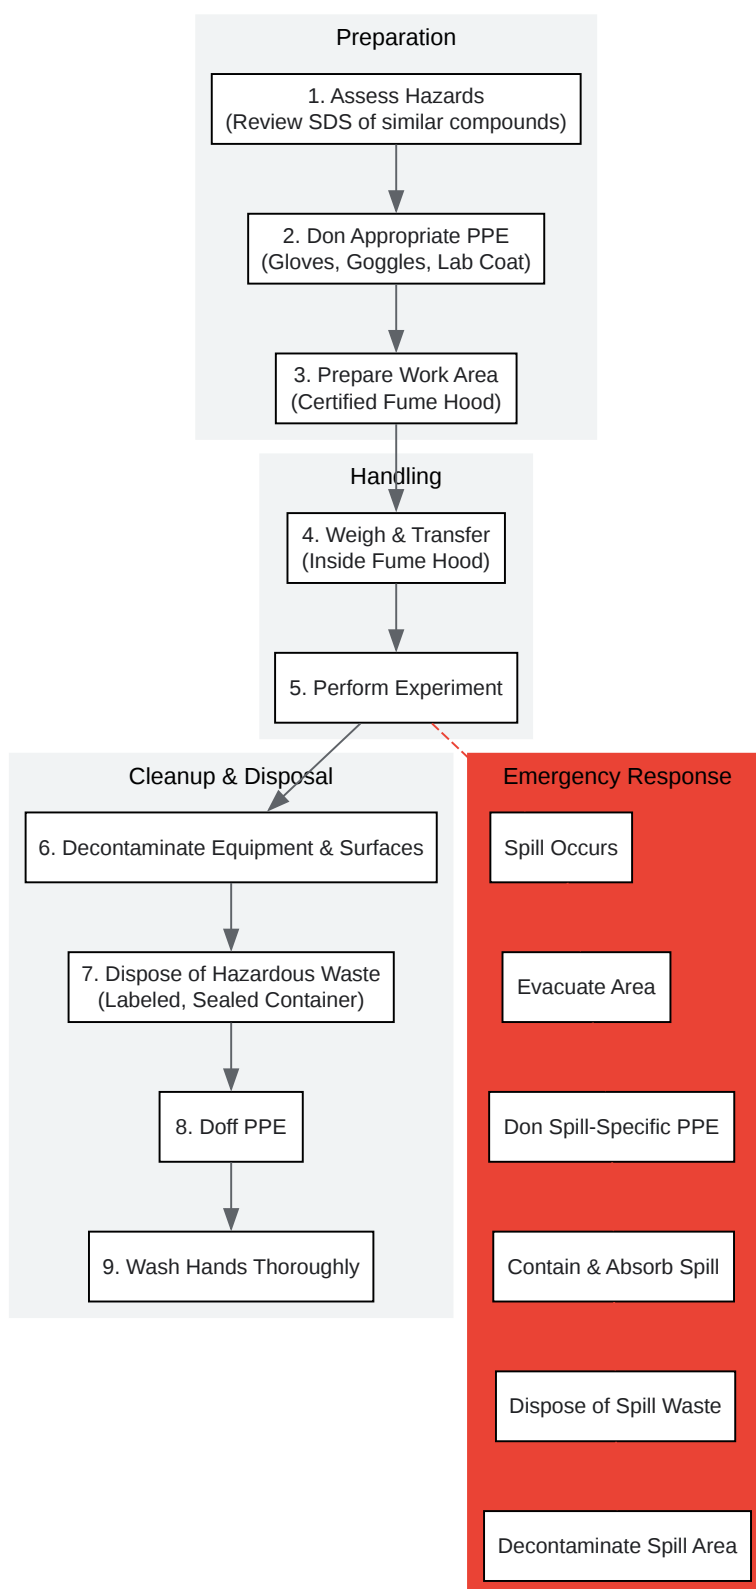 Preparation
1. Assess Hazards
(Review SDS of similar compounds)
2. Don Appropriate PPE
(Gloves, Goggles, Lab Coat)
3. Prepare Work Area
(Certified Fume Hood)
Handling
4. Weigh & Transfer
(Inside Fume Hood)
5. Perform Experiment
Cleanup & Disposal
6. Decontaminate Equipment & Surfaces
7. Dispose of Hazardous Waste
(Labeled, Sealed Container)
8. Doff PPE
9. Wash Hands Thoroughly
Emergency Response
Spill Occurs
Evacuate Area
Don Spill-Specific PPE
Contain & Absorb Spill
Dispose of Spill Waste
Decontaminate Spill Area